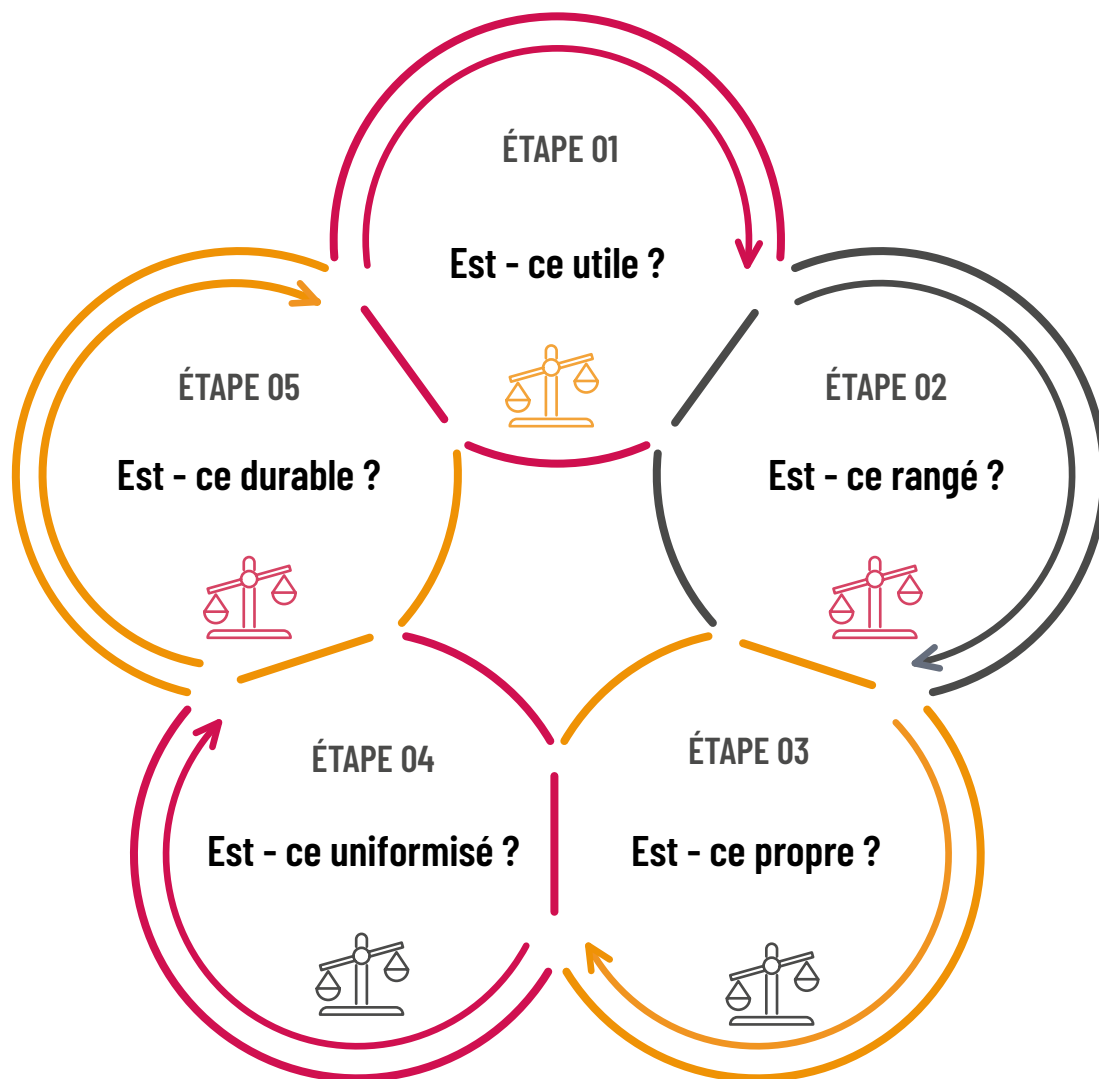 ÉTAPE 01
Est - ce utile ?
ÉTAPE 02
Est - ce rangé ?
ÉTAPE 03
Est - ce propre ?
ÉTAPE 04
Est - ce uniformisé ?
ÉTAPE 05
Est - ce durable ?